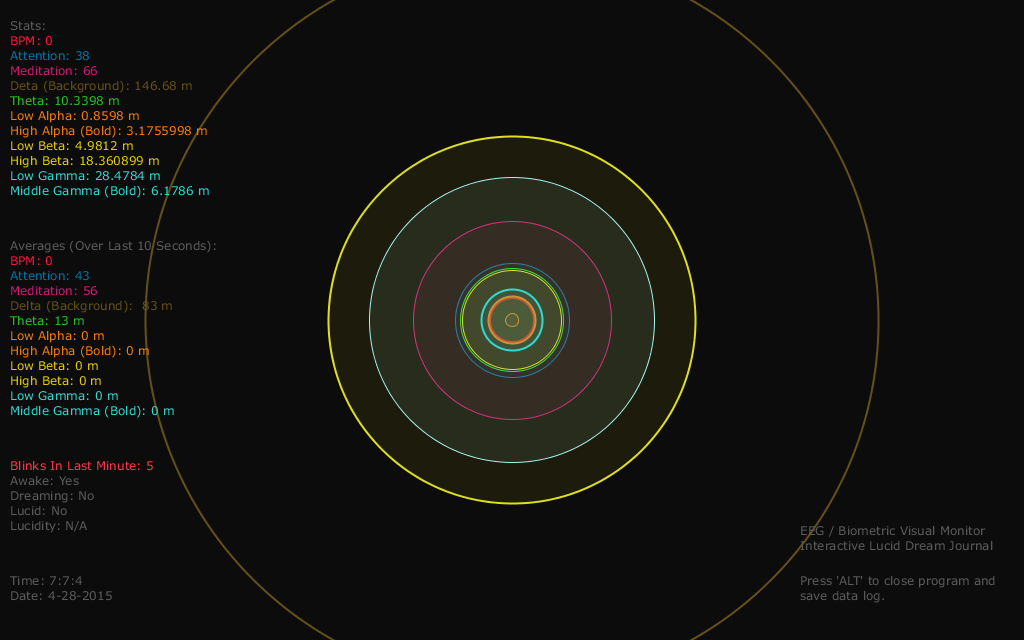 Stats:
BPM: 0
Attention: 38
Meditation: 66
Deta (Background): 146.68 m
Theta: 10.3398 m
Low Alpha: 0.8598 m
High Alpha (Bold): 3.1755998 m
Low Beta: 4.9812 m
High Beta: 18.360899 m
Low Gamma: 28.4784 m
Middle Gamma (Bold): 6.1786 m
Averages (Over Last 10 Seconds):
BPM: 0
Attention: 43
Meditation: 56
Delta (Background): 83 m
Theta: 13 m
Low Alpha: 0 m
High Alpha (Bold): 0 m
Low Beta: 0 m
High Beta: 0 m
Low Gamma: 0 m
Middle Gamma (Bold): 0 m
Blinks In Last Minute: 5
Awake: Yes
Dreaming: No
Lucid: No
Lucidity: N/A
Time: 7:7:4
Date: 4-28-2015
EEG / Biometric Visual Monitor
Interactive Lucid Dream Journal
Press 'ALT' to close program and
save data log.